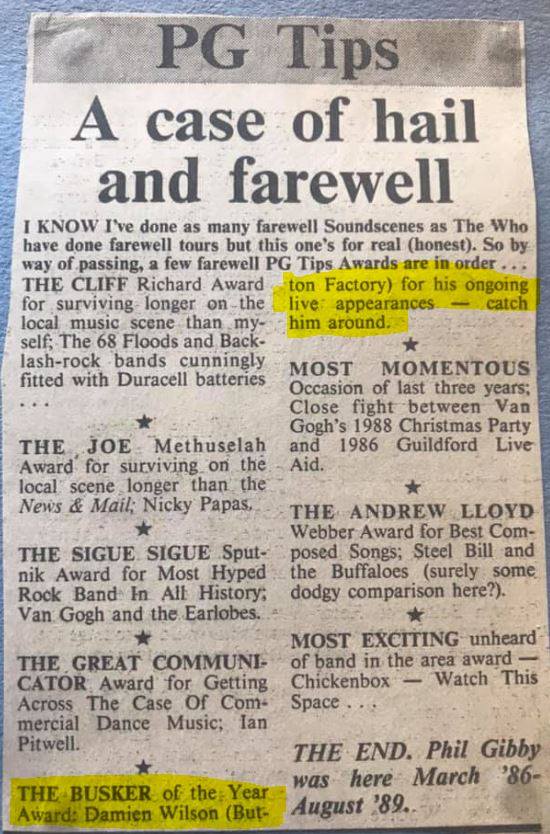 PG Tips
A case of hail
and farewell
I KNOW I've done as many farewell Soundscenes as The Who
have done farewell tours but this one's for real (honest). So by
way of passing, a few farewell PG Tips Awards are in order . . .
THE CLIFF Richard Award
for surviving longer on the
local music scene than my-
self; The 68 Floods and Back-
lash-rock bands cunningly
fitted with Duracell batteries
. . .
★
THE JOE Methuselah
Award for surviving on the
local scene longer than the
News & Mail; Nicky Papas.
★
THE SIGUE SIGUE Sput-
nik Award for Most Hyped
Rock Band In All History;
Van Gogh and the Earlobes.
★
THE GREAT COMMUNI-
CATOR Award for Getting
Across The Case Of Com-
mercial Dance Music; Ian
Pitwell.
★
THE BUSKER of the Year
Award: Damien Wilson (But-
ton Factory) for his ongoing
live appearances — catch
him around.
★
MOST MOMENTOUS
Occasion of last three years;
Close fight between Van
Gogh's 1988 Christmas Party
and 1986 Guildford Live
Aid.
★
THE ANDREW LLOYD
Webber Award for Best Com-
posed Songs; Steel Bill and
the Buffaloes (surely some
dodgy comparison here?).
★
MOST EXCITING unheard
of band in the area award —
Chickenbox — Watch This
Space . . .
THE END. Phil Gibby
was here March '86-
August '89.